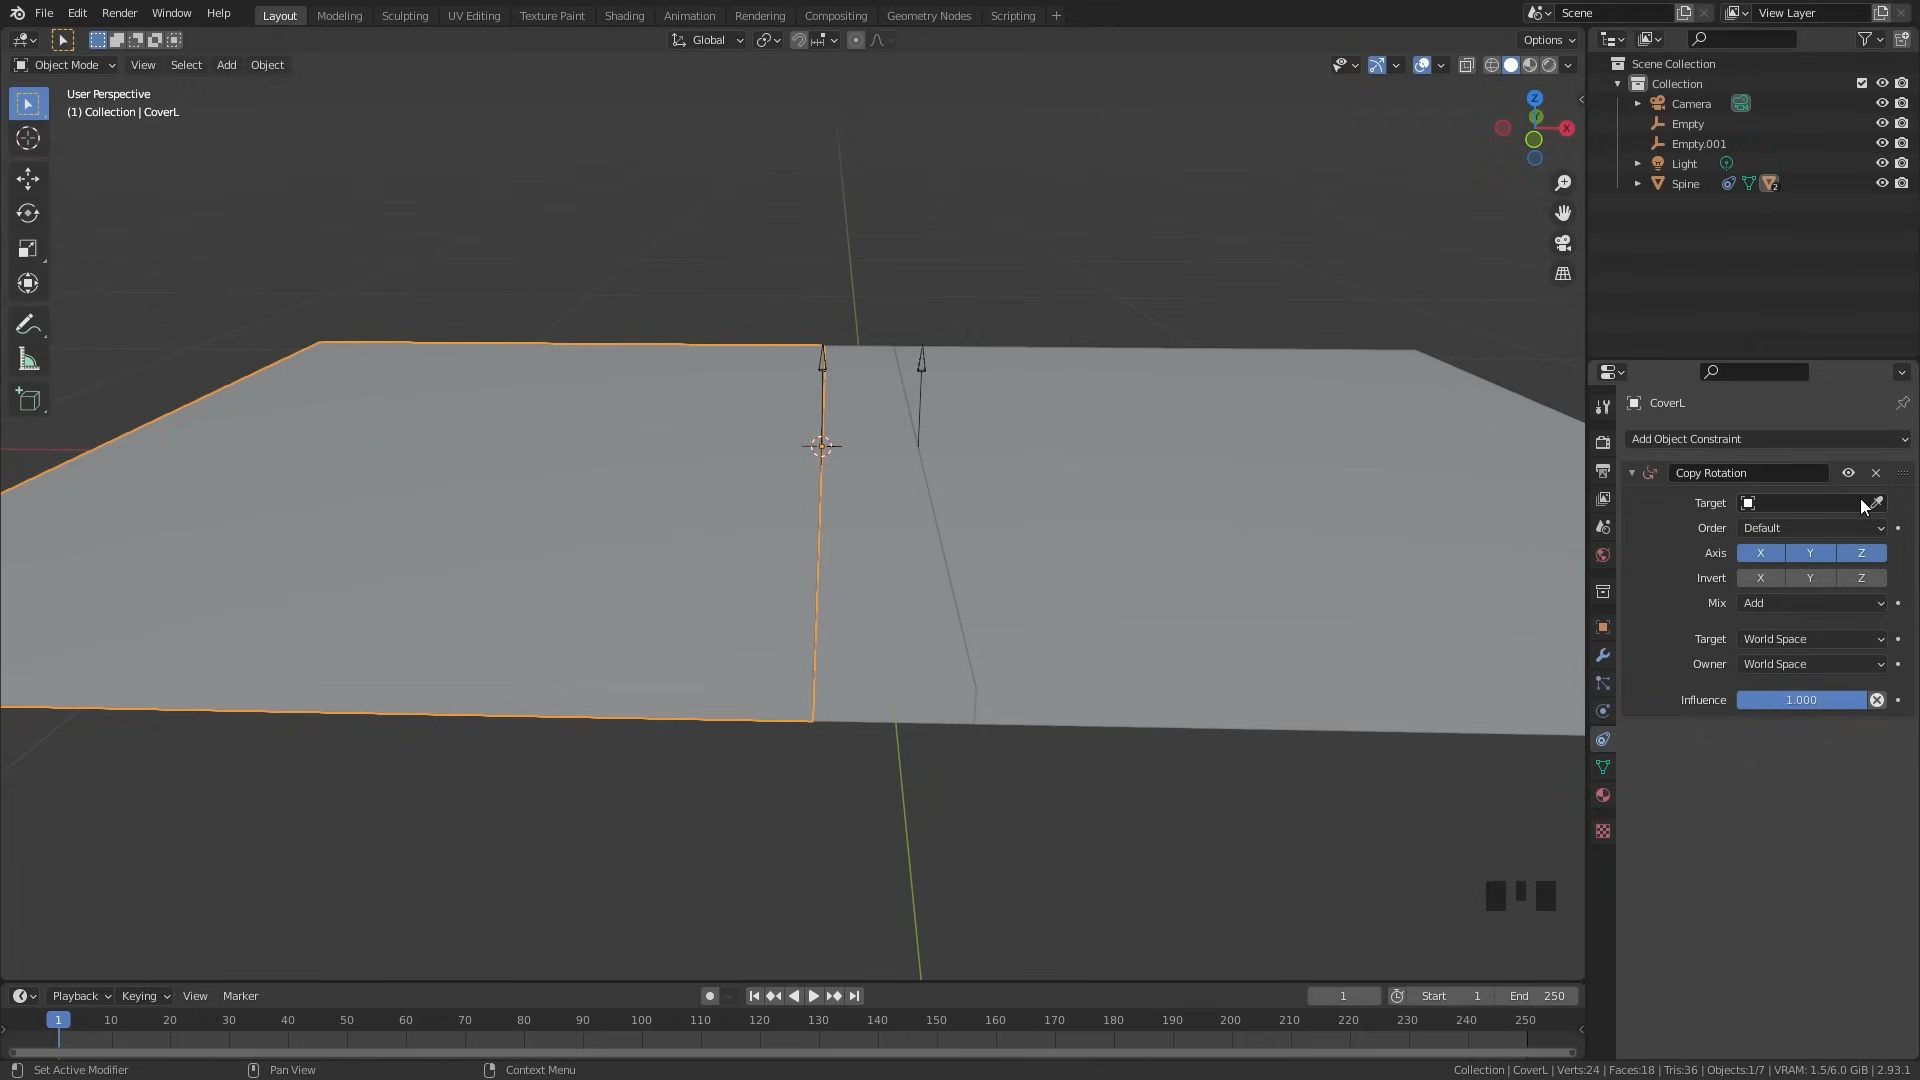 File Edit Render Window Help Layout Modeling Sculpting UV Editing Texture Paint Shading Animation Rendering Compositing Geometry Nodes Scripting + Scene View Layer
Global Options
Object Mode View Select Add Object
User Perspective
(1) Collection | CoverL
Z
X
Scene Collection
Collection
Camera
Empty
Empty.001
Light
Spine 2
CoverL
Add Object Constraint
Copy Rotation
Target
Order Default
Axis X Y Z
Invert X Y Z
Mix Add
Target World Space
Owner World Space
Influence 1.000
Playback Keying View Marker 1 Start 1 End 250
1 10 20 30 40 50 60 70 80 90 100 110 120 130 140 150 160 170 180 190 200 210 220 230 240 250
Set Active Modifier Pan View Context Menu Collection | CoverL | Verts:24 | Faces:18 | Tris:36 | Objects:1/7 | VRAM: 1.5/6.0 GiB | 2.93.1